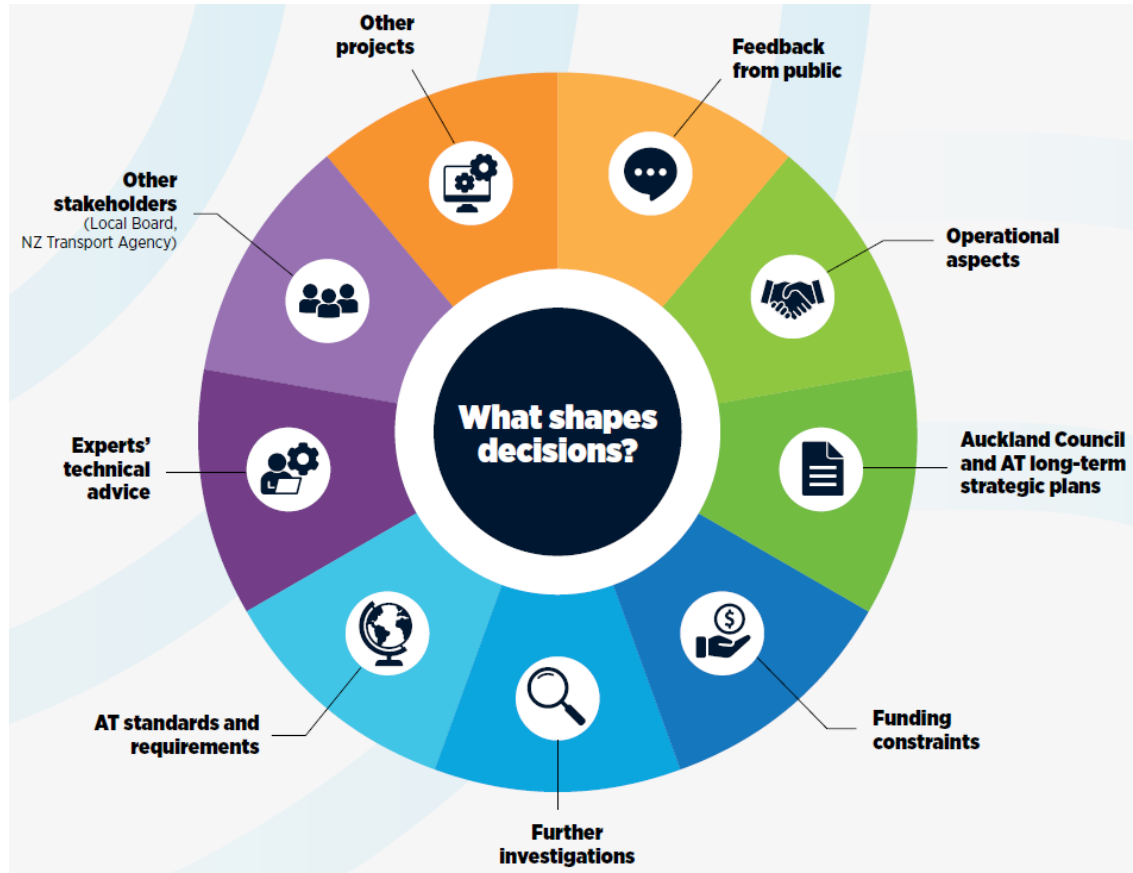 Other
projects
Feedback
from public
Other
stakeholders
(Local Board,
NZ Transport Agency)
Operational
aspects
What shapes
decisions?
Experts’
technical
advice
Auckland Council
and AT long-term
strategic plans
AT standards and
requirements
$
Funding
constraints
Further
investigations